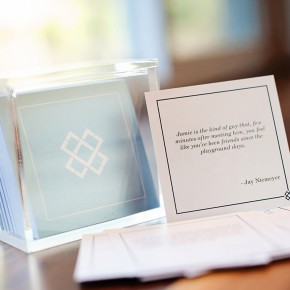 Jamie is the kind of guy that, five
minutes after meeting him, you feel
like you've been friends since the
playground days.
-Jay Niemeyer